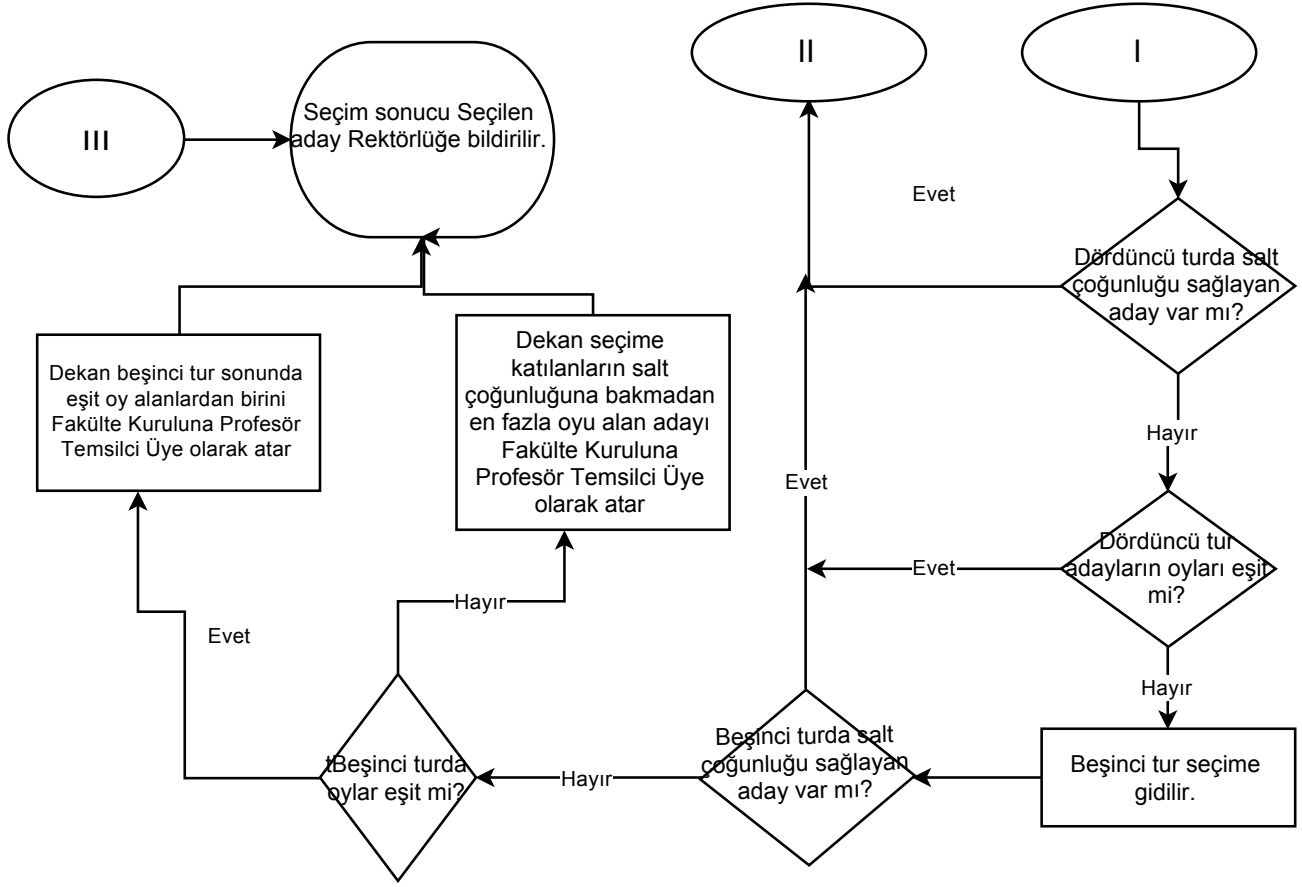 III
Seçim sonucu Seçilen
aday Rektörlüğe bildirilir.
II
I
Evet
Dördüncü turda salt
çoğunluğu sağlayan
aday var mı?
Hayır
Dördüncü tur
adayların oyları eşit
mi?
Evet
Hayır
Beşinci tur seçime
gidilir.
Beşinci turda salt
çoğunluğu sağlayan
aday var mı?
Evet
Hayır
tBeşinci turda
oylar eşit mi?
Hayır
Evet
Dekan seçime
katılanların salt
çoğunluğuna bakmadan
en fazla oyu alan adayı
Fakülte Kuruluna
Profesör Temsilci Üye
olarak atar
Dekan beşinci tur sonunda
eşit oy alanlardan birini
Fakülte Kuruluna Profesör
Temsilci Üye olarak atar